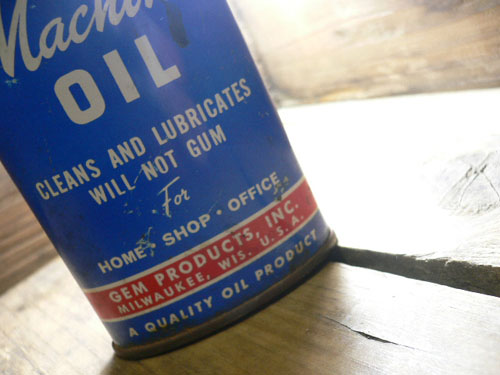 Machine
OIL
CLEANS AND LUBRICATES
WILL NOT GUM
For
HOME • SHOP • OFFICE
GEM PRODUCTS, INC.
MILWAUKEE, WIS. U.S.A.
A QUALITY OIL PRODUCT